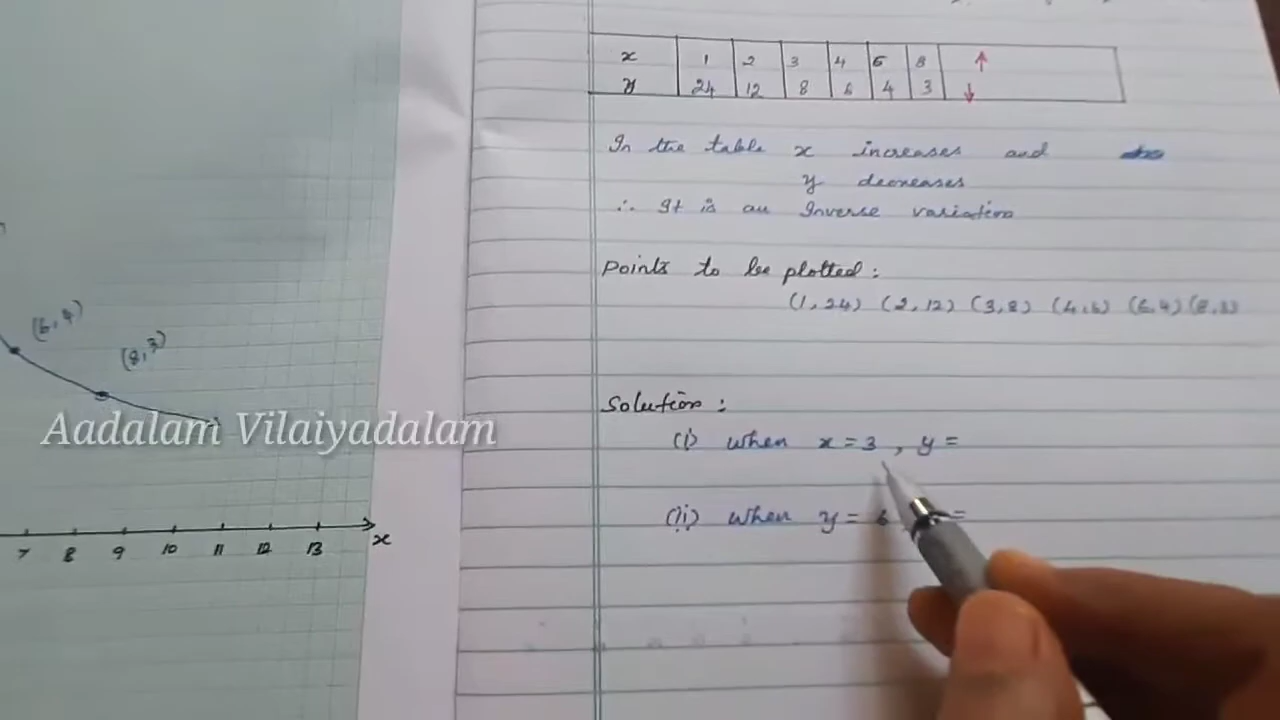 x 1 2 3 4 6 8 ↑
y 24 12 8 6 4 3 ↓
In the table x increases and
y decreases
∴ It is an Inverse variation
Points to be plotted :
(1, 24) (2, 12) (3, 8) (4, 6) (6, 4) (8, 3)
Solution :
(i) when x = 3 , y =
(ii) when y = 6 =
(6, 4)
(8, 3)
Aadalam Vilaiyadalam
7 8 9 10 11 12 13 x